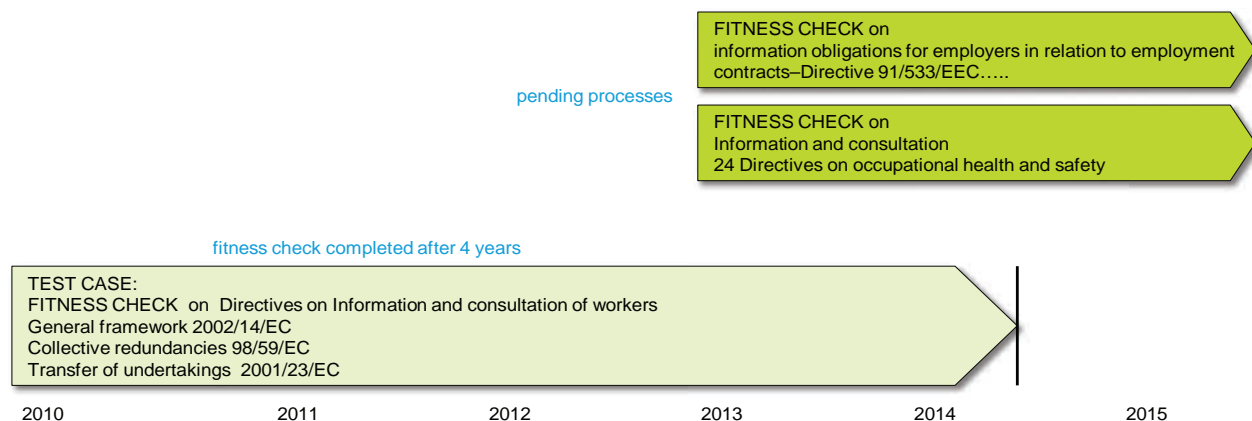 FITNESS CHECK on
information obligations for employers in relation to employment
contracts–Directive 91/533/EEC.....
pending processes
FITNESS CHECK on
Information and consultation
24 Directives on occupational health and safety
fitness check completed after 4 years
TEST CASE:
FITNESS CHECK on Directives on Information and consultation of workers
General framework 2002/14/EC
Collective redundancies 98/59/EC
Transfer of undertakings 2001/23/EC
2010 2011 2012 2013 2014 2015